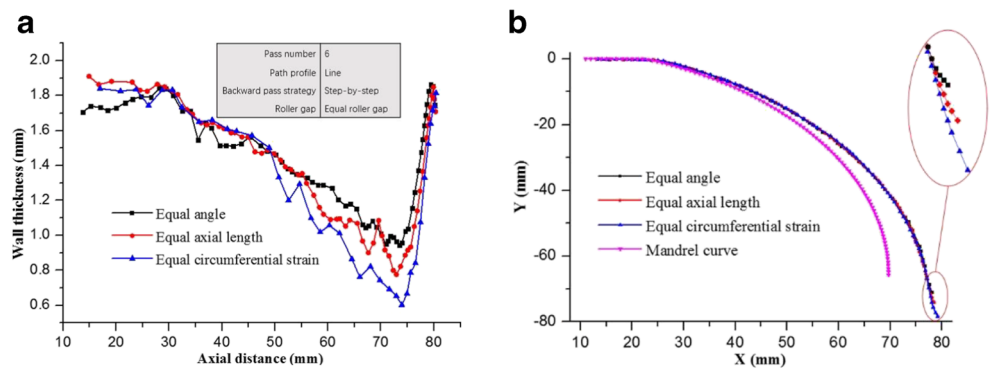 a
2.0
1.8
1.6
1.4
1.2
1.0
0.8
0.6
Wall thickness (mm)
Pass number 6
Path profile Line
Backward pass strategy Step-by-step
Roller gap Equal roller gap
Equal angle
Equal axial length
Equal circumferential strain
10 20 30 40 50 60 70 80
Axial distance (mm)
b
0
-20
-40
-60
-80
Y (mm)
Equal angle
Equal axial length
Equal circumferential strain
Mandrel curve
10 20 30 40 50 60 70 80 90
X (mm)